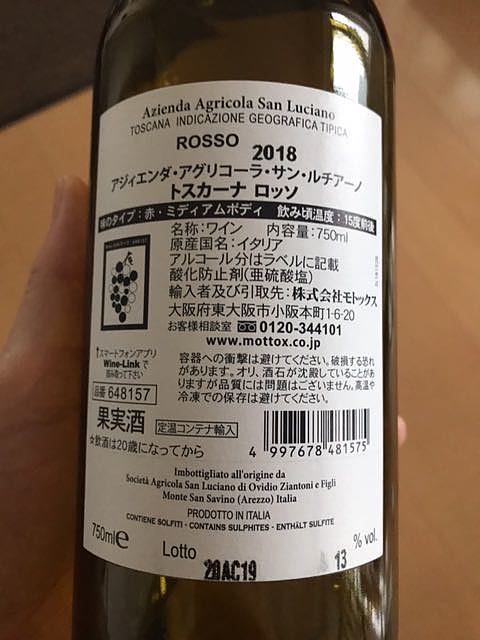 Azienda Agricola San Luciano
TOSCANA INDICAZIONE GEOGRAFICA TIPICA
ROSSO 2018
アジィエンダ・アグリコーラ・サン・ルチアーノ
トスカーナ ロッソ
味のタイプ：赤・ミディアムボディ 飲み頃温度：15度前後
名称：ワイン 内容量：750ml
原産国名：イタリア
アルコール分はラベルに記載
酸化防止剤(亜硫酸塩)
輸入者及び引取先：株式会社モトックス
大阪府東大阪市小阪本町1-6-20
お客様相談室 0120-344101
www.mottox.co.jp
↑スマートフォンアプリ
Wine-Linkで
読み取って下さい
品番 648157
容器への衝撃は避けてください。破損する恐れ
があります。オリ、酒石が沈殿していることがあ
りますが品質には問題はございません。高温や
冷凍での保存は避けてください。
果実酒 定温コンテナ輸入
☆飲酒は20歳になってから
4 997678 481575
Imbottigliato all'origine da
Società Agricola San Luciano di Ovidio Ziantoni e Figli
Monte San Savino (Arezzo) Italia
PRODOTTO IN ITALIA
CONTIENE SOLFITI - CONTAINS SULPHITES - ENTHÄLT SULFITE
750ml e
Lotto 20AC19
13 % vol.